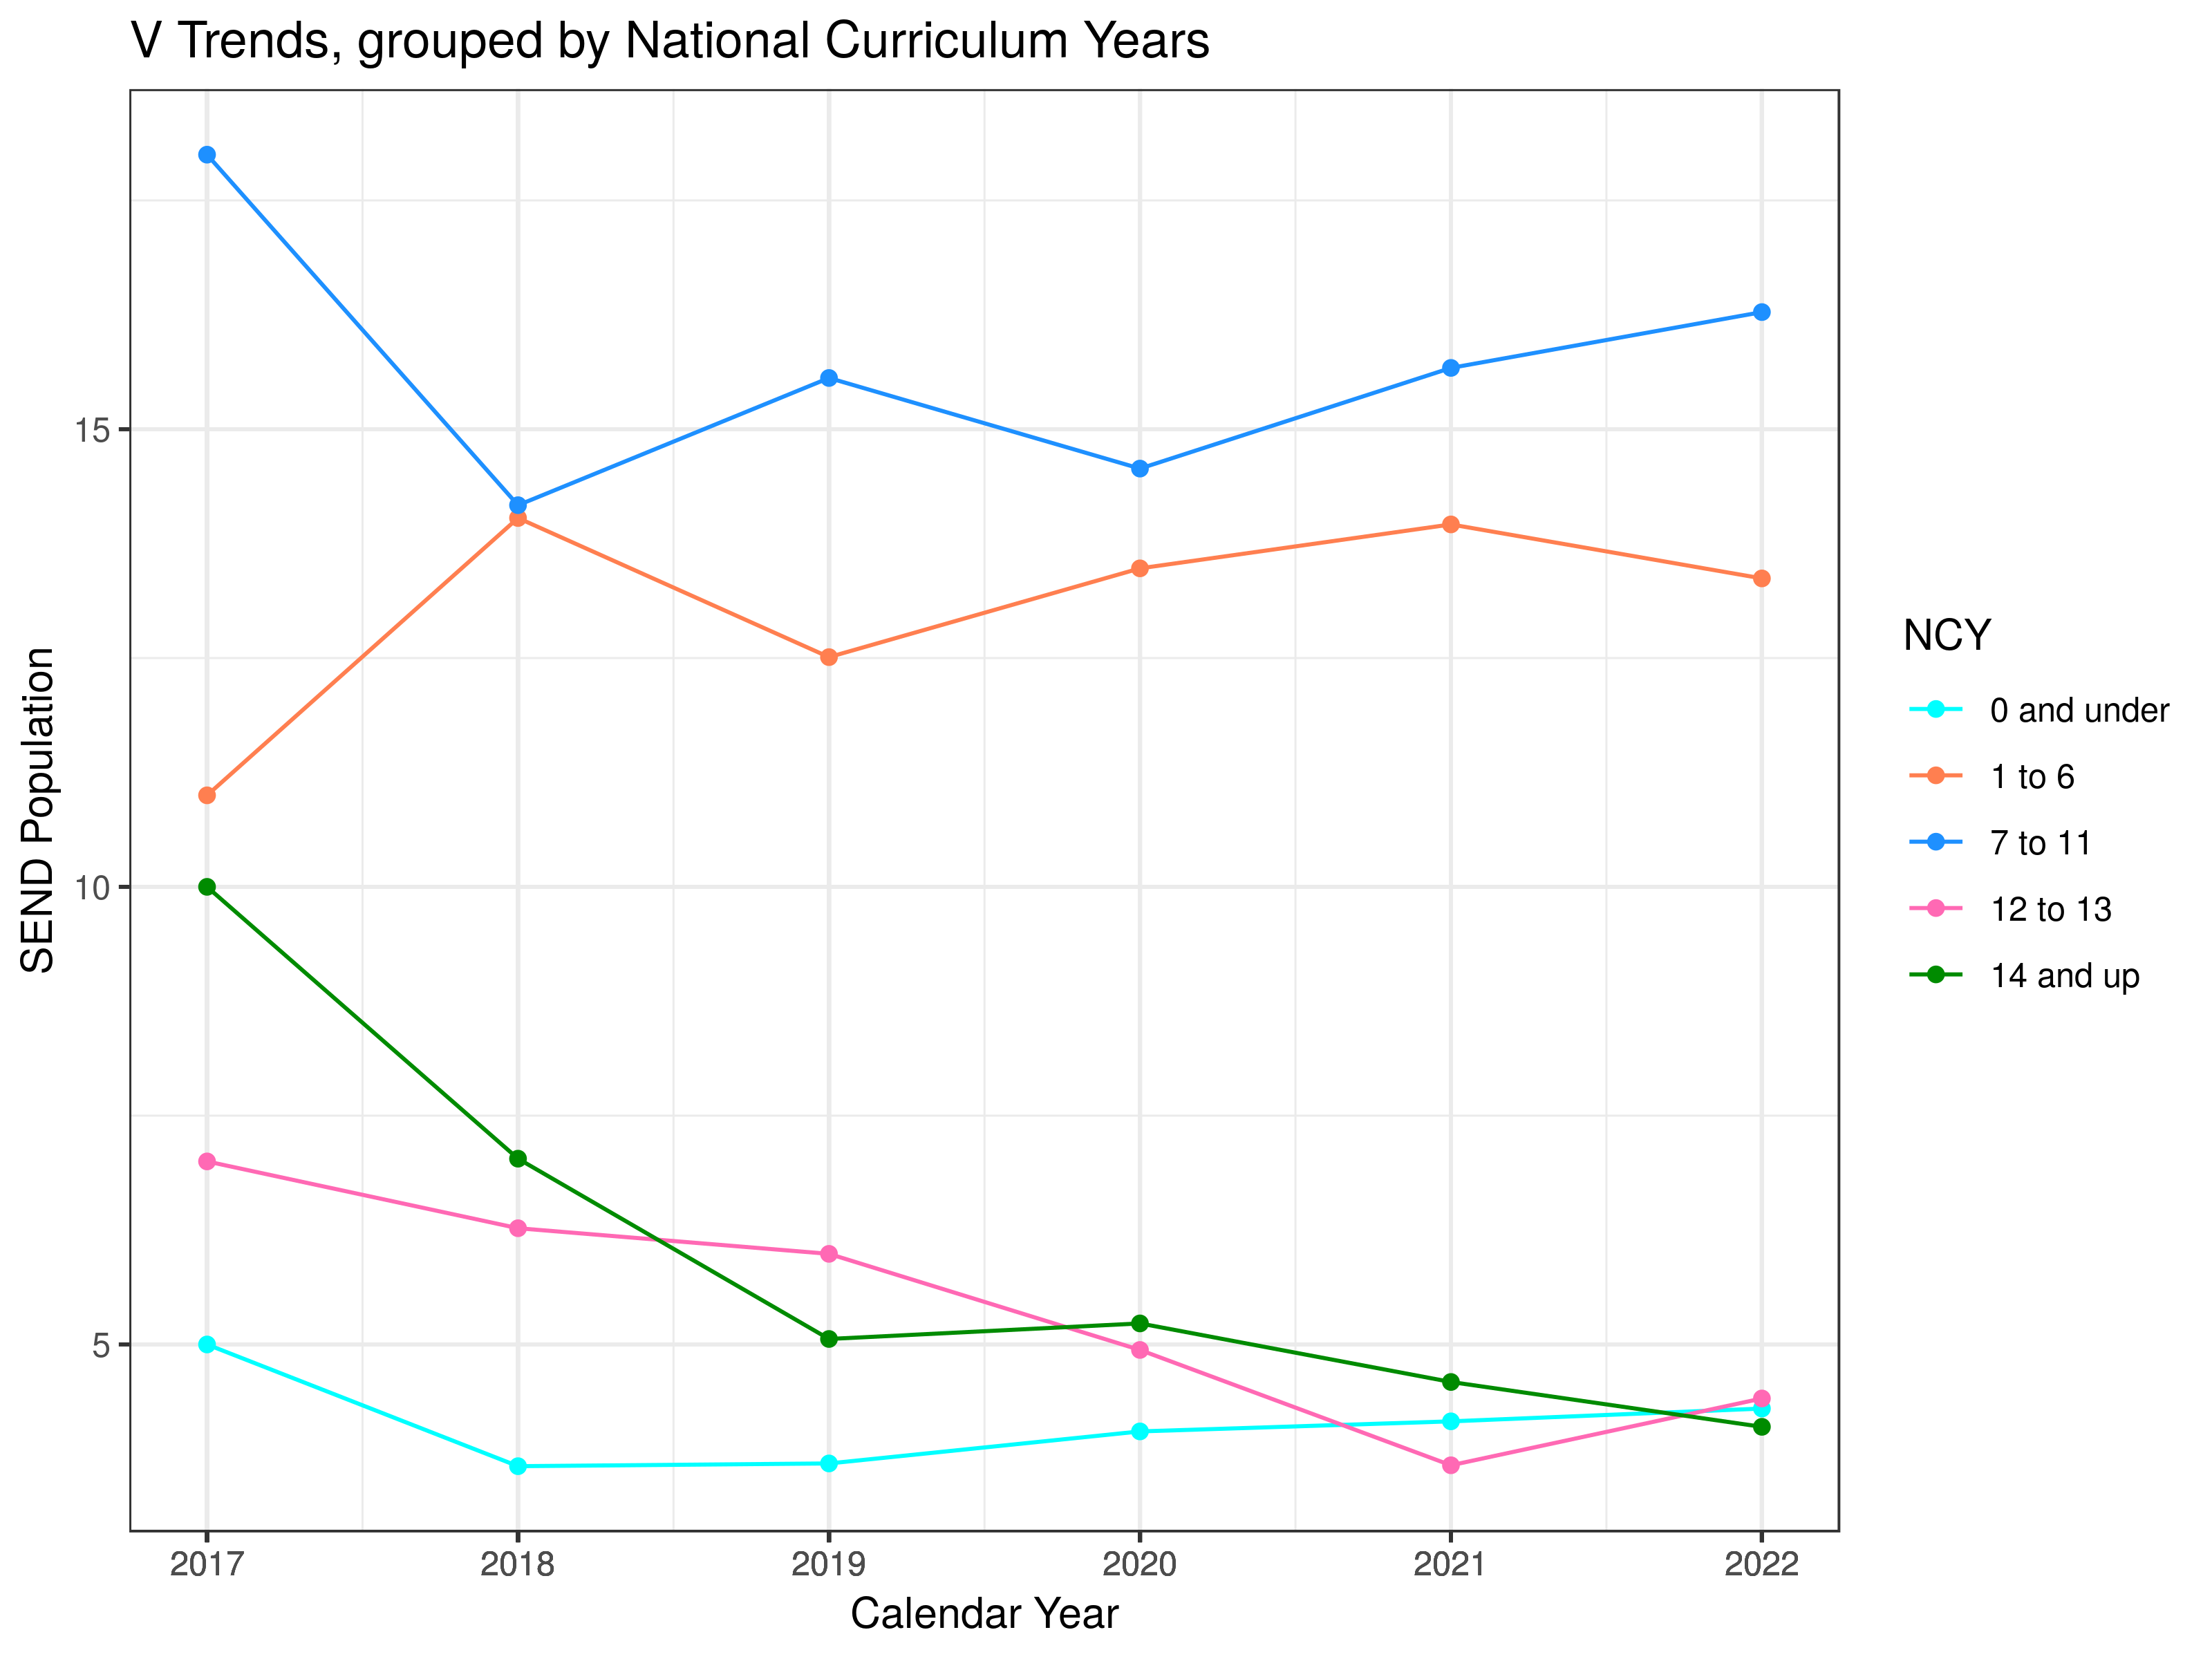 V Trends, grouped by National Curriculum Years
SEND Population
15
10
5
2017 2018 2019 2020 2021 2022
Calendar Year
NCY
0 and under
1 to 6
7 to 11
12 to 13
14 and up